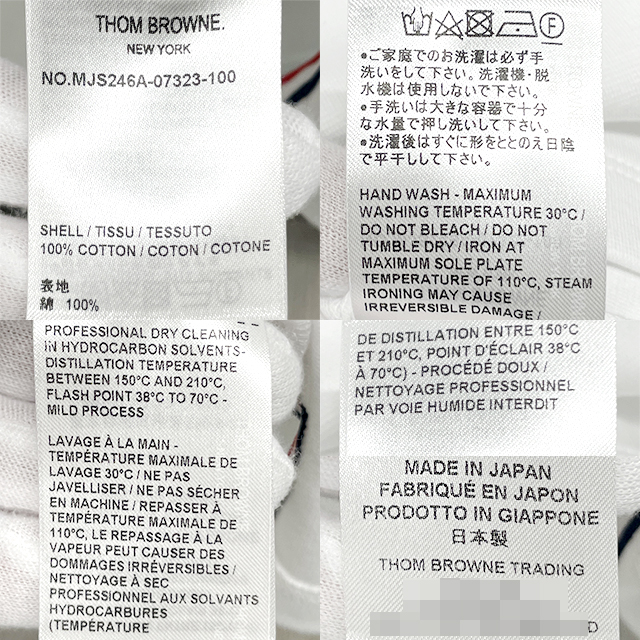 THOM BROWNE.
NEW YORK
NO.MJS246A-07323-100
SHELL / TISSU / TESSUTO
100% COTTON / COTON / COTONE
表地
綿 100%
●ご家庭でのお洗濯は必ず手
洗いをして下さい。洗濯機・脱
水機は使用しないで下さい。
●手洗いは大きな容器で十分
な水量で押し洗いして下さい。
●洗濯後はすぐに形をととのえ日陰
で平干しして下さい。
HAND WASH - MAXIMUM
WASHING TEMPERATURE 30°C /
DO NOT BLEACH / DO NOT
TUMBLE DRY / IRON AT
MAXIMUM SOLE PLATE
TEMPERATURE OF 110°C, STEAM
IRONING MAY CAUSE
IRREVERSIBLE DAMAGE /
PROFESSIONAL DRY CLEANING
IN HYDROCARBON SOLVENTS-
DISTILLATION TEMPERATURE
BETWEEN 150°C AND 210°C,
FLASH POINT 38°C TO 70°C -
MILD PROCESS
LAVAGE À LA MAIN -
TEMPÉRATURE MAXIMALE DE
LAVAGE 30°C / NE PAS
JAVELLISER / NE PAS SÉCHER
EN MACHINE / REPASSER À
TEMPÉRATURE MAXIMALE DE
110°C, LE REPASSAGE À LA
VAPEUR PEUT CAUSER DES
DOMMAGES IRRÉVERSIBLES /
NETTOYAGE À SEC
PROFESSIONNEL AUX SOLVANTS
HYDROCARBURES
(TEMPÉRATURE
DE DISTILLATION ENTRE 150°C
ET 210°C, POINT D'ÉCLAIR 38°C
À 70°C) - PROCÉDÉ DOUX /
NETTOYAGE PROFESSIONNEL
PAR VOIE HUMIDE INTERDIT
MADE IN JAPAN
FABRIQUÉ EN JAPON
PRODOTTO IN GIAPPONE
日本製
THOM BROWNE TRADING
D